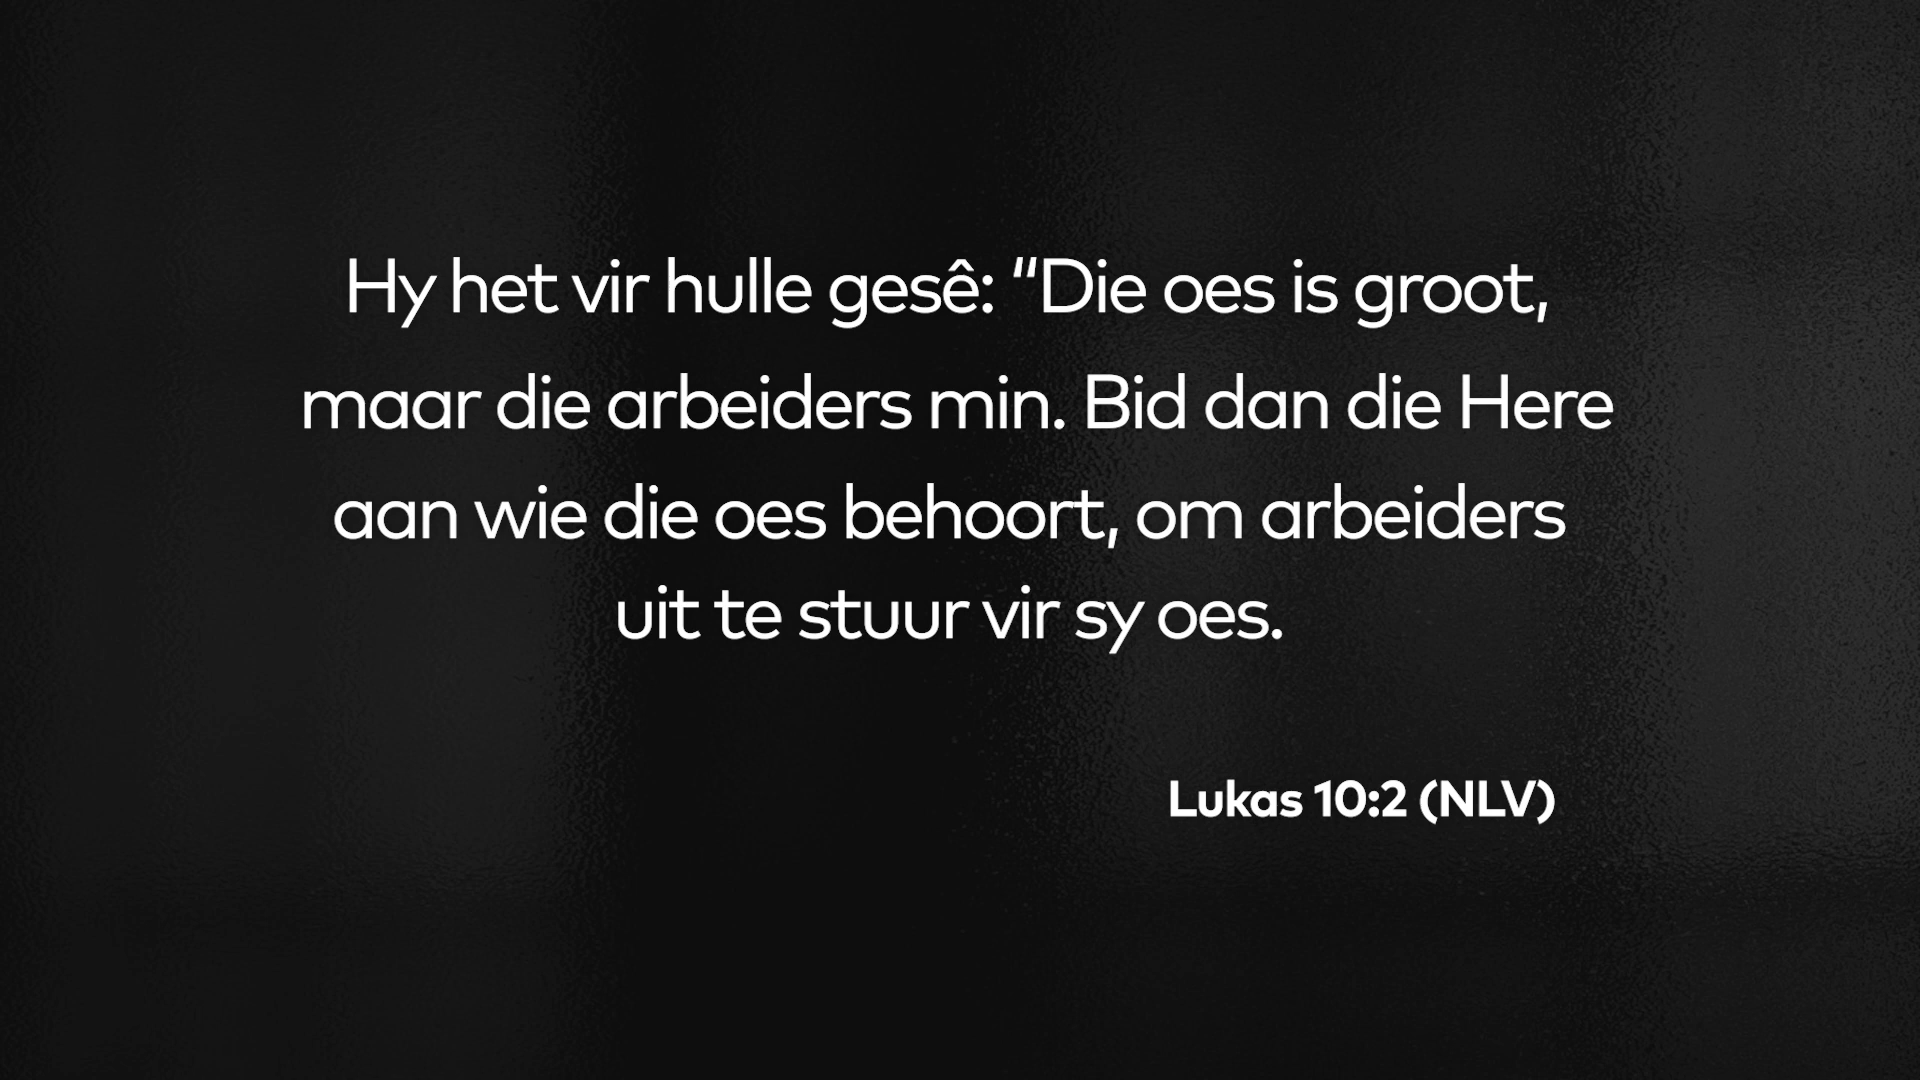 Hy het vir hulle gesê: “Die oes is groot,
maar die arbeiders min. Bid dan die Here
aan wie die oes behoort, om arbeiders
uit te stuur vir sy oes.
Lukas 10:2 (NLV)